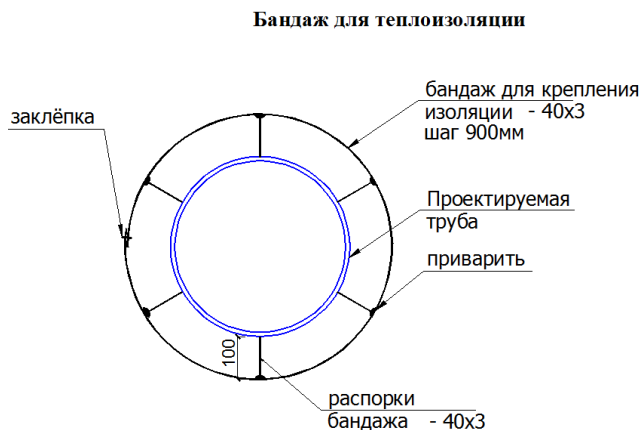 Бандаж для теплоизоляции
бандаж для крепления
изоляции - 40х3
шаг 900мм
заклёпка
Проектируемая
труба
приварить
100
распорки
бандажа - 40х3